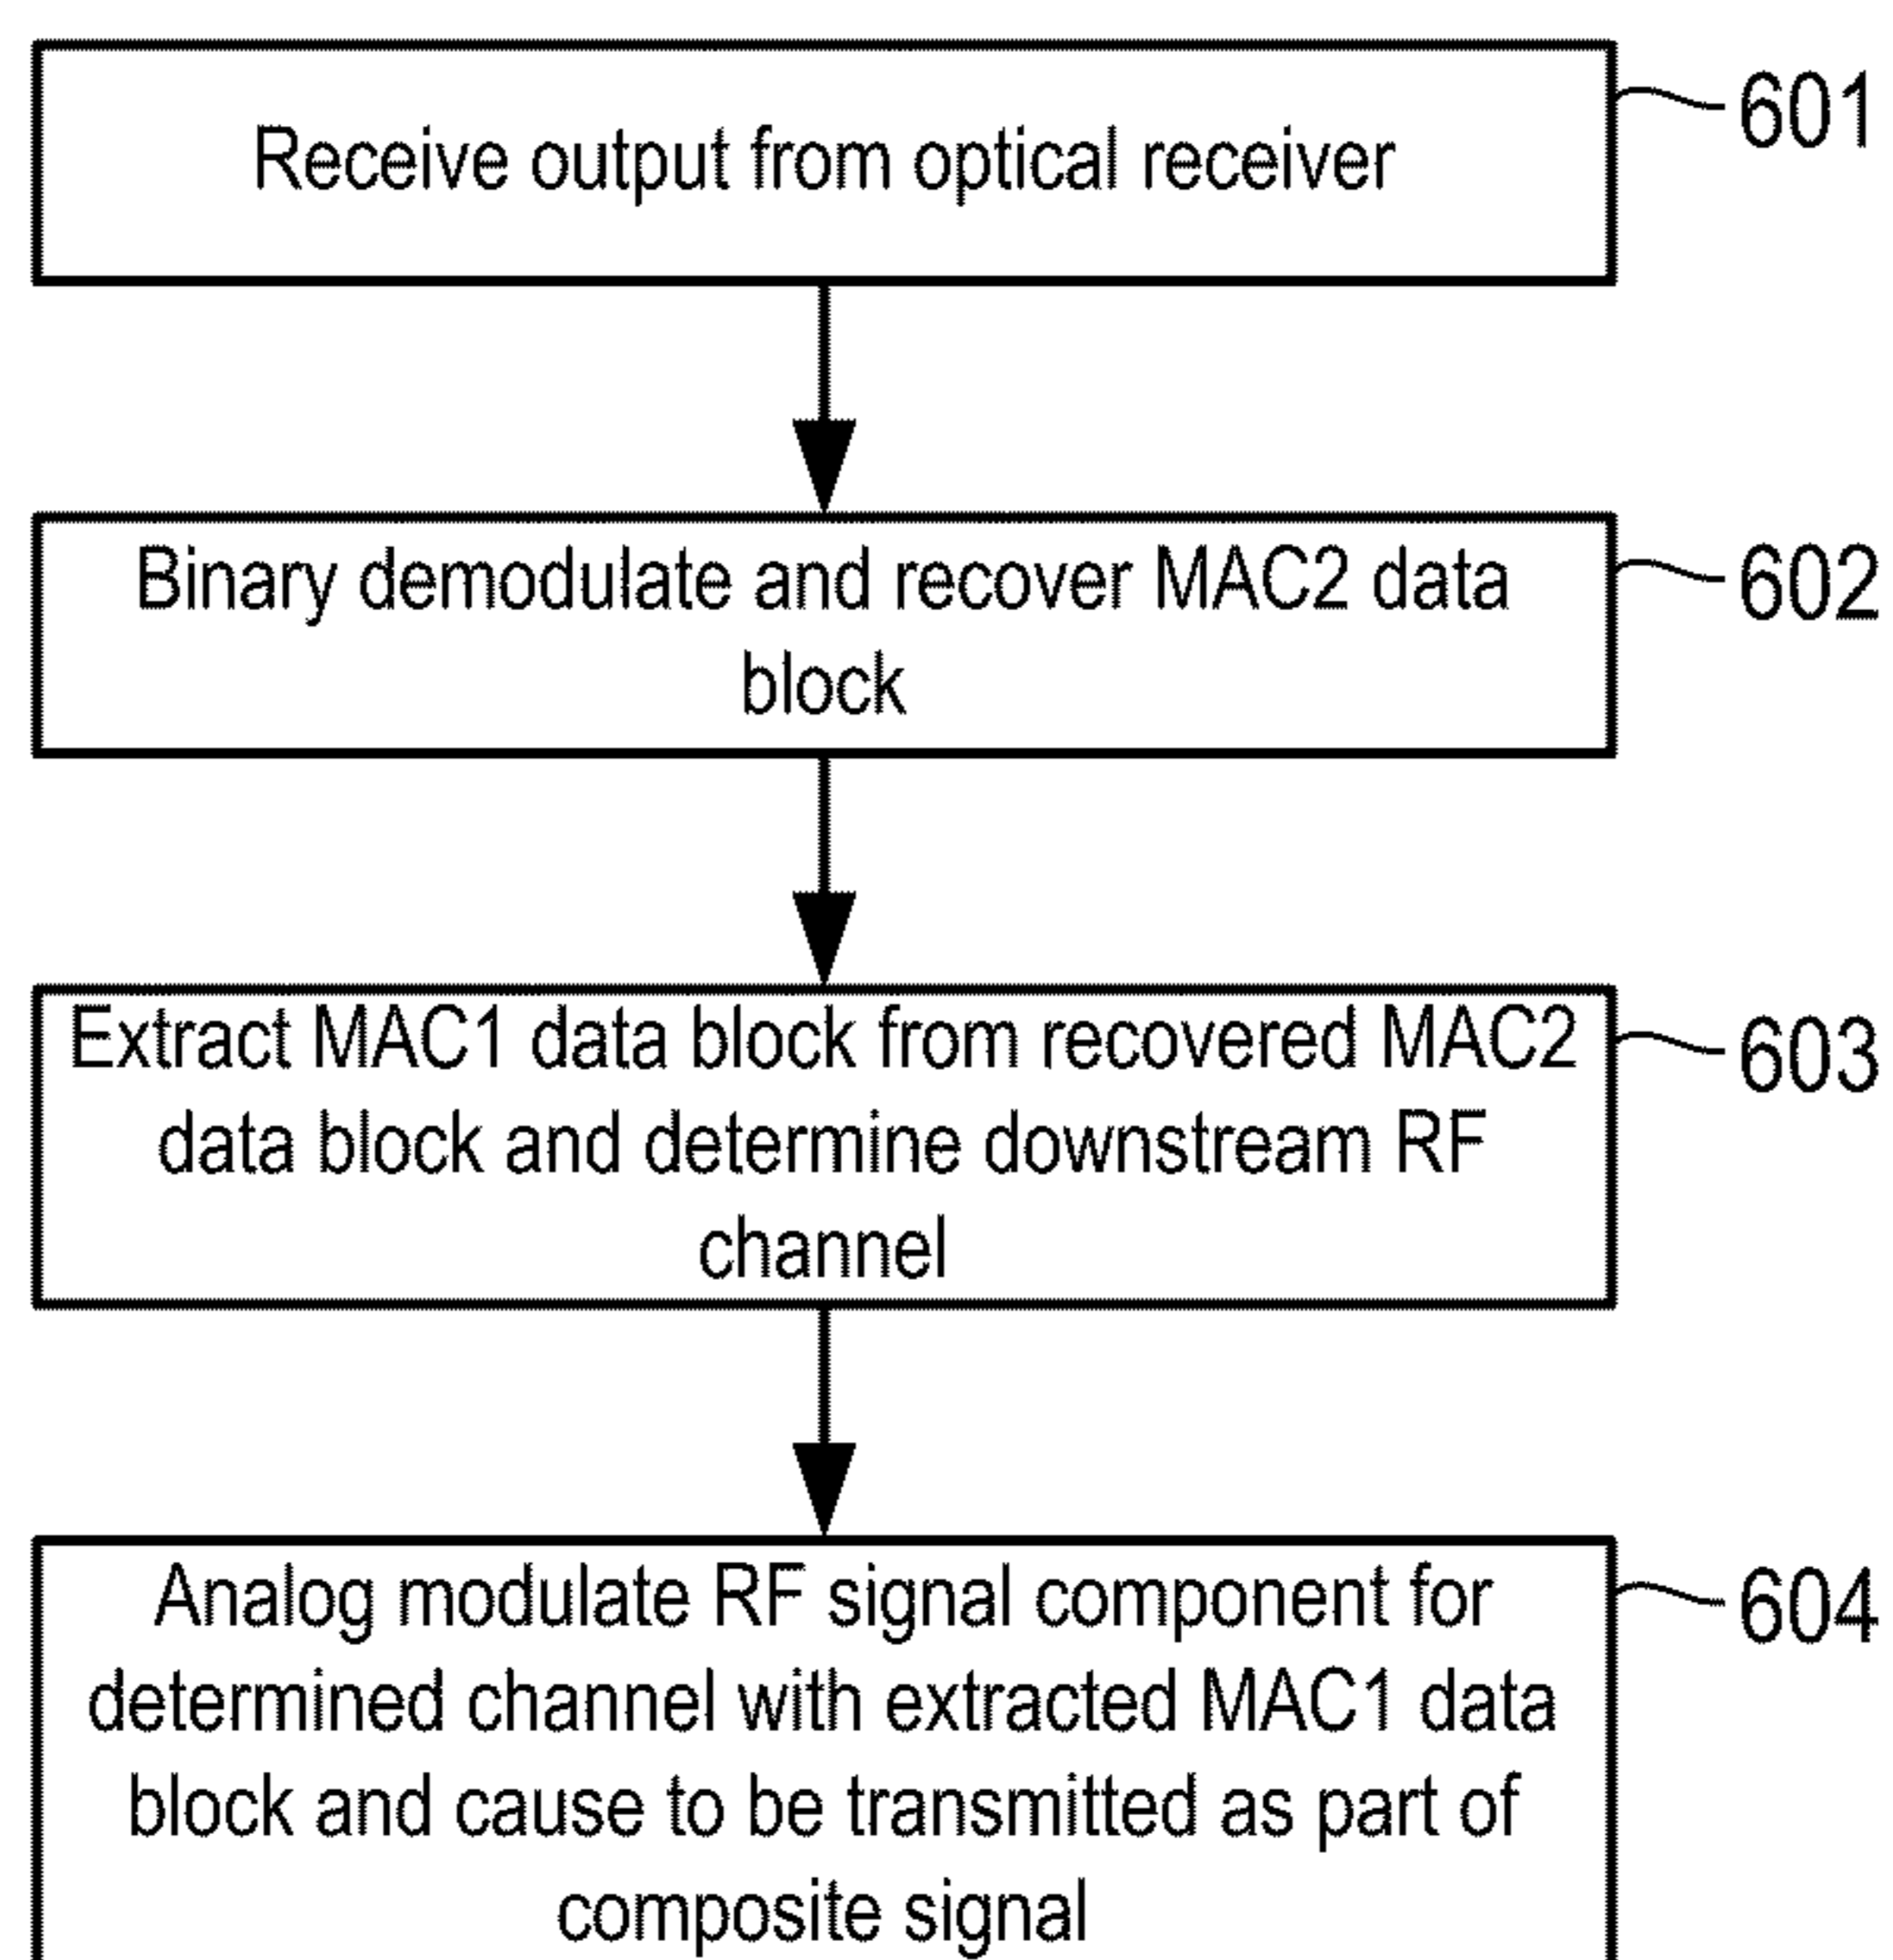 Receive output from optical receiver
601
Binary demodulate and recover MAC2 data
block
602
Extract MAC1 data block from recovered MAC2
data block and determine downstream RF
channel
603
Analog modulate RF signal component for
determined channel with extracted MAC1 data
block and cause to be transmitted as part of
composite signal
604